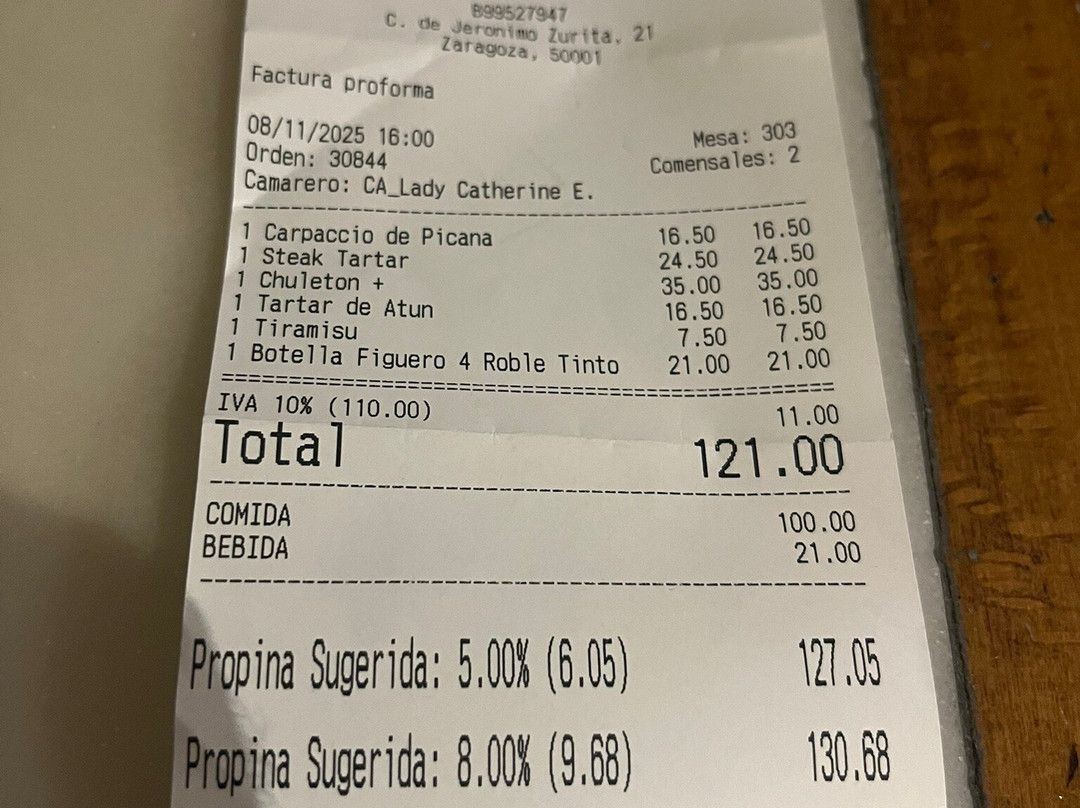 B99527947
C. de Jeronimo Zurita, 21
Zaragoza, 50001
Factura proforma
08/11/2025 16:00
Mesa: 303
Orden: 30844
Comensales: 2
Camarero: CA_Lady Catherine E.
1 Carpaccio de Picana 16.50 16.50
1 Steak Tartar 24.50 24.50
1 Chuleton + 35.00 35.00
1 Tartar de Atun 16.50 16.50
1 Tiramisu 7.50 7.50
1 Botella Figuero 4 Roble Tinto 21.00 21.00
IVA 10% (110.00) 11.00
Total 121.00
COMIDA 100.00
BEBIDA 21.00
Propina Sugerida: 5.00% (6.05) 127.05
Propina Sugerida: 8.00% (9.68) 130.68